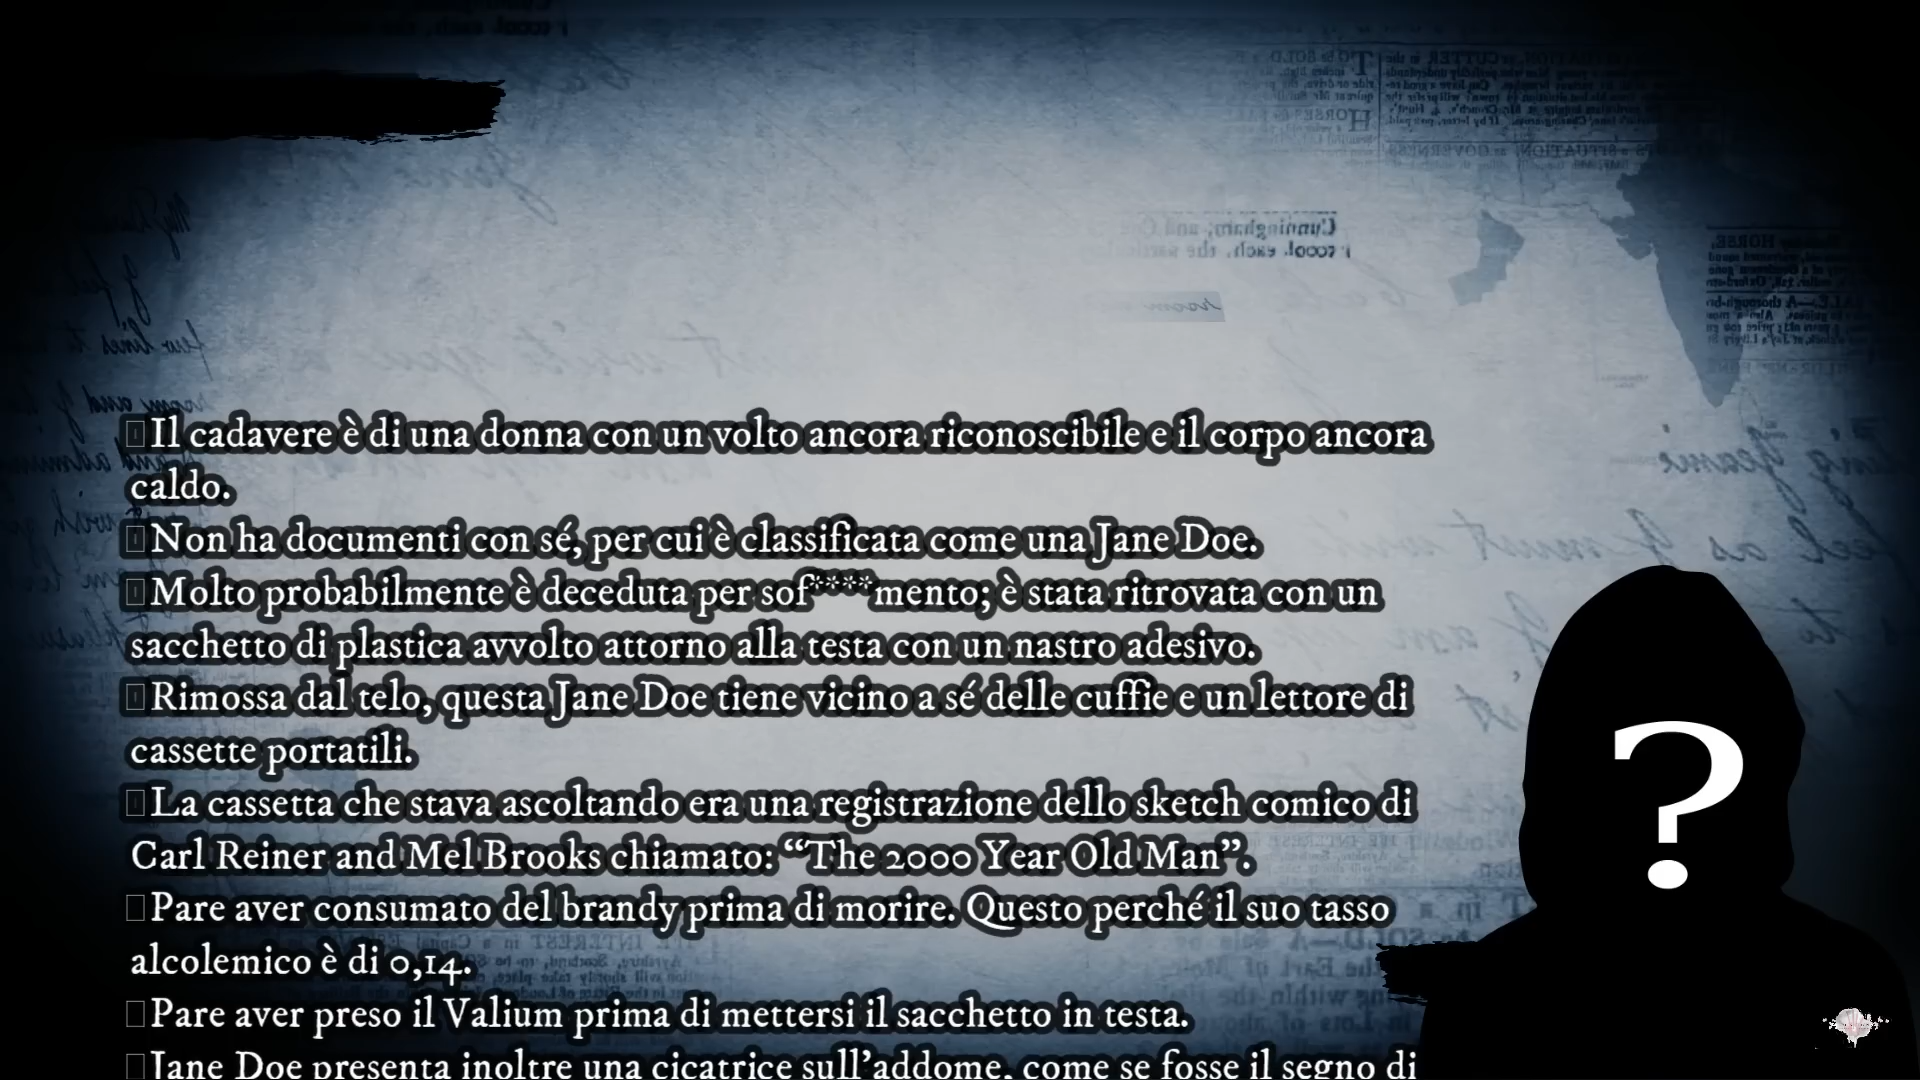 Il cadavere è di una donna con un volto ancora riconoscibile e il corpo ancora
caldo.
Non ha documenti con sé, per cui è classificata come una Jane Doe.
Molto probabilmente è deceduta per sof****mento; è stata ritrovata con un
sacchetto di plastica avvolto attorno alla testa con un nastro adesivo.
Rimossa dal telo, questa Jane Doe tiene vicino a sé delle cuffie e un lettore di
cassette portatili.
La cassetta che stava ascoltando era una registrazione dello sketch comico di
Carl Reiner and Mel Brooks chiamato: “The 2000 Year Old Man”.
Pare aver consumato del brandy prima di morire. Questo perché il suo tasso
alcolemico è di 0,14.
Pare aver preso il Valium prima di mettersi il sacchetto in testa.
Jane Doe presenta inoltre una cicatrice sull’addome, come se fosse il segno di
?